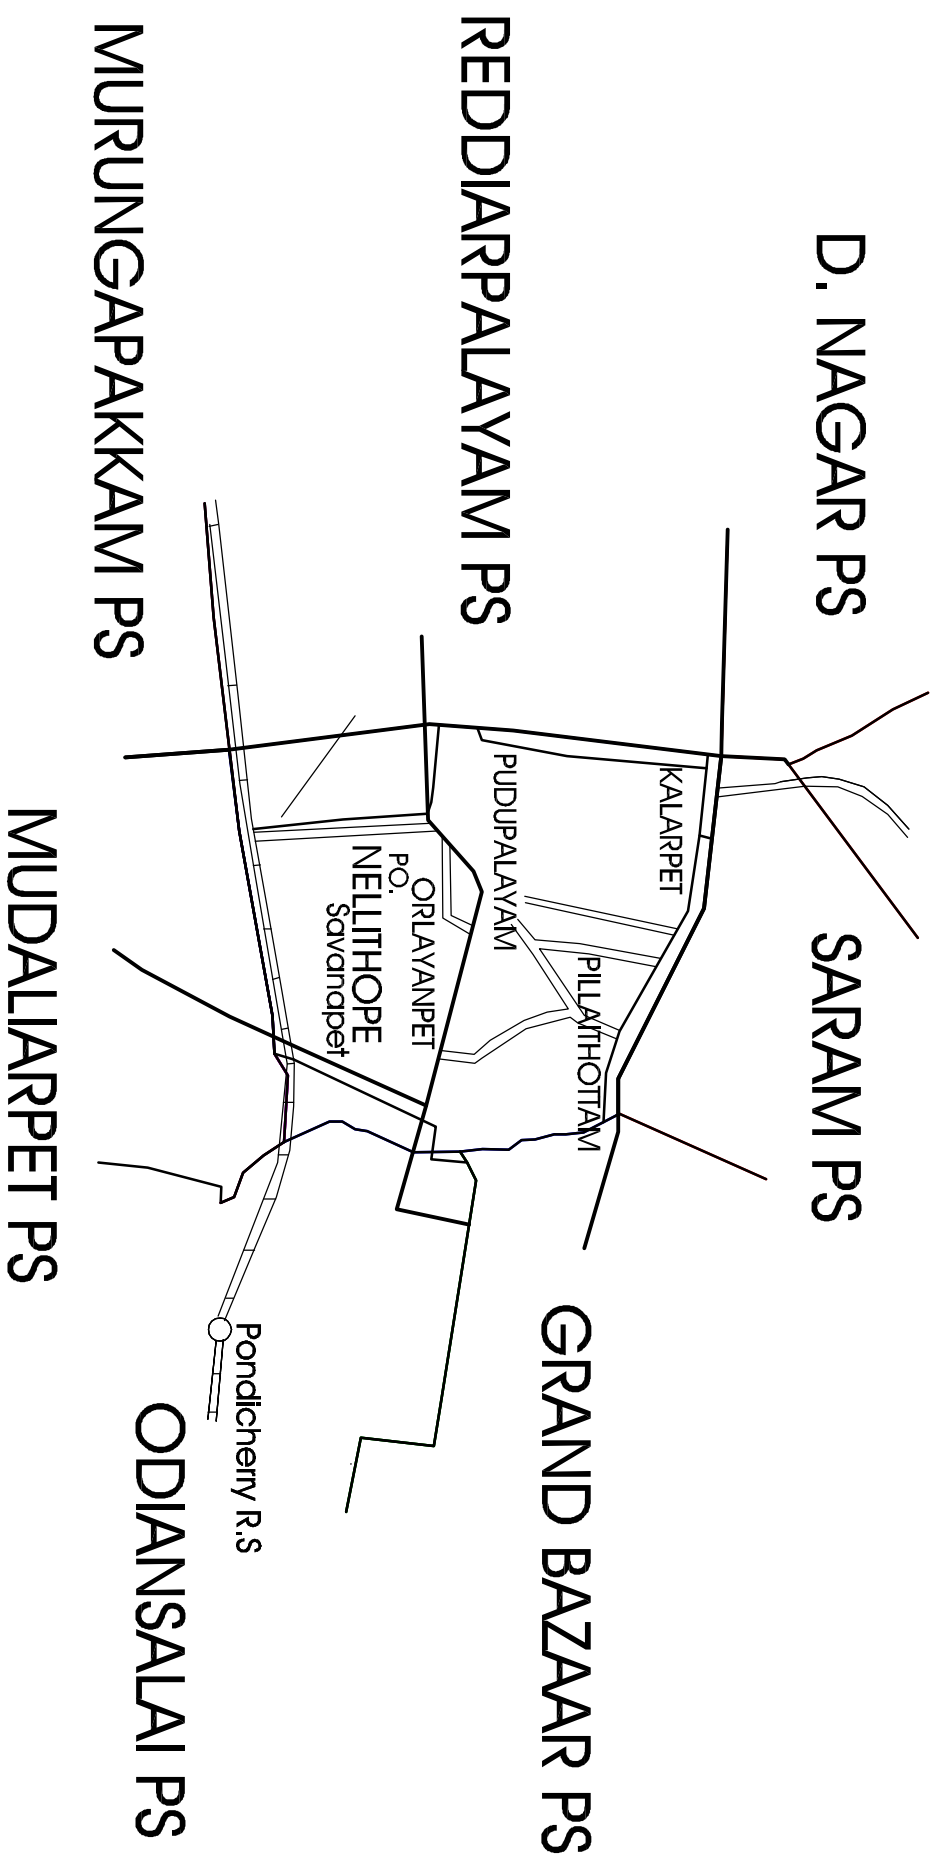 D. NAGAR PS
SARAM PS
REDDIARPALAYAM PS
GRAND BAZAAR PS
KALARPET
PILLAITHOTTAM
PUDUPALAYAM
ORLAYANPET
PO.
NELLITHOPE
Savanapet
Pondicherry R.S
MURUNGAPAKKAM PS
ODIANSALAI PS
MUDALIARPET PS